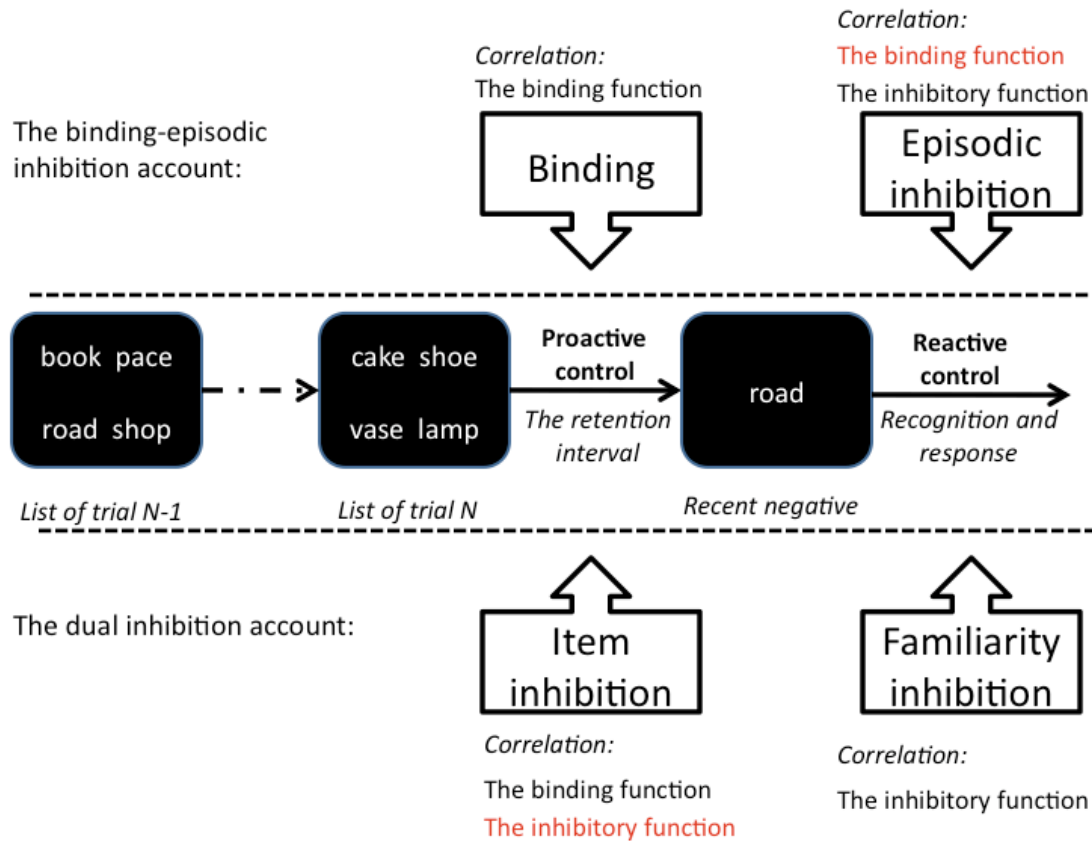 Correlation:
The binding function
Correlation:
The binding function
The inhibitory function
The binding-episodic
inhibition account:
Binding
Episodic
inhibition
book pace
road shop
cake shoe
vase lamp
Proactive
control
The retention
interval
road
Reactive
control
Recognition and
response
List of trial N-1
List of trial N
Recent negative
The dual inhibition account:
Item
inhibition
Familiarity
inhibition
Correlation:
The binding function
The inhibitory function
Correlation:
The inhibitory function